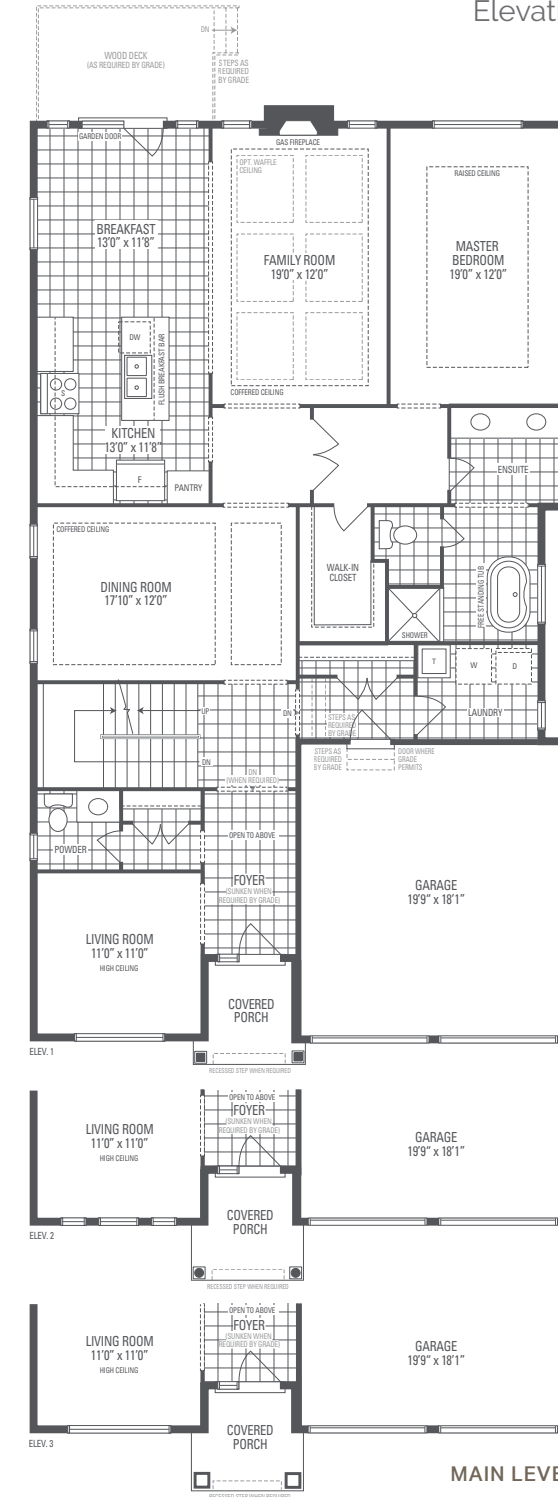 Elevat
DN
WOOD DECK
(AS REQUIRED BY GRADE)
STEPS AS
REQUIRED
BY GRADE
GARDEN DOOR
GAS FIREPLACE
OPT. WAFFLE
CEILING
RAISED CEILING
BREAKFAST
13'0" x 11'8"
FAMILY ROOM
19'0" x 12'0"
MASTER
BEDROOM
19'0" x 12'0"
DW
FLUSH BREAKFAST BAR
S
COFFERED CEILING
KITCHEN
13'0" x 11'8"
F
PANTRY
ENSUITE
COFFERED CEILING
DINING ROOM
17'10" x 12'0"
WALK-IN
CLOSET
FREE STANDING TUB
SHOWER
T
W
D
LAUNDRY
UP
DN
STEPS AS
REQUIRED
BY GRADE
DN
DN
(WHEN REQUIRED)
STEPS AS
REQUIRED
BY GRADE
DOOR WHERE
GRADE
PERMITS
POWDER
OPEN TO ABOVE
FOYER
(SUNKEN WHEN
REQUIRED BY GRADE)
GARAGE
19'9" x 18'1"
LIVING ROOM
11'0" x 11'0"
HIGH CEILING
COVERED
PORCH
ELEV. 1
RECESSED STEP WHEN REQUIRED
OPEN TO ABOVE
FOYER
(SUNKEN WHEN
REQUIRED BY GRADE)
LIVING ROOM
11'0" x 11'0"
HIGH CEILING
GARAGE
19'9" x 18'1"
COVERED
PORCH
ELEV. 2
RECESSED STEP WHEN REQUIRED
OPEN TO ABOVE
FOYER
(SUNKEN WHEN
REQUIRED BY GRADE)
LIVING ROOM
11'0" x 11'0"
HIGH CEILING
GARAGE
19'9" x 18'1"
COVERED
PORCH
ELEV. 3
MAIN LEVE
RECESSED STEP WHEN REQUIRED